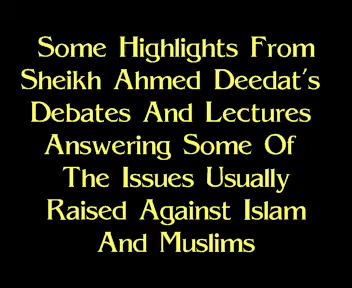 Some Highlights From
Sheikh Ahmed Deedat's
Debates And Lectures
Answering Some Of
The Issues Usually
Raised Against Islam
And Muslims